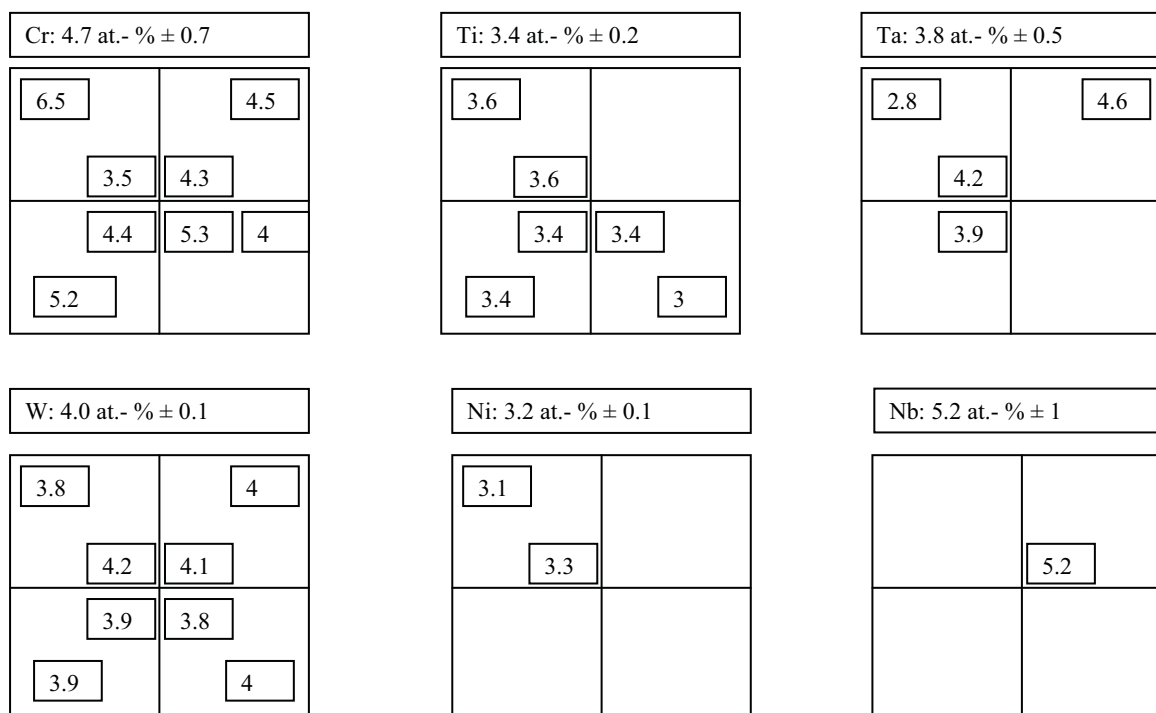 Cr: 4.7 at.- % ± 0.7
Ti: 3.4 at.- % ± 0.2
Ta: 3.8 at.- % ± 0.5
6.5 4.5
3.5 4.3
4.4 5.3 4
5.2
3.6
3.6
3.4 3.4
3.4 3
2.8 4.6
4.2
3.9
W: 4.0 at.- % ± 0.1
Ni: 3.2 at.- % ± 0.1
Nb: 5.2 at.- % ± 1
3.8 4
4.2 4.1
3.9 3.8
3.9 4
3.1
3.3
5.2